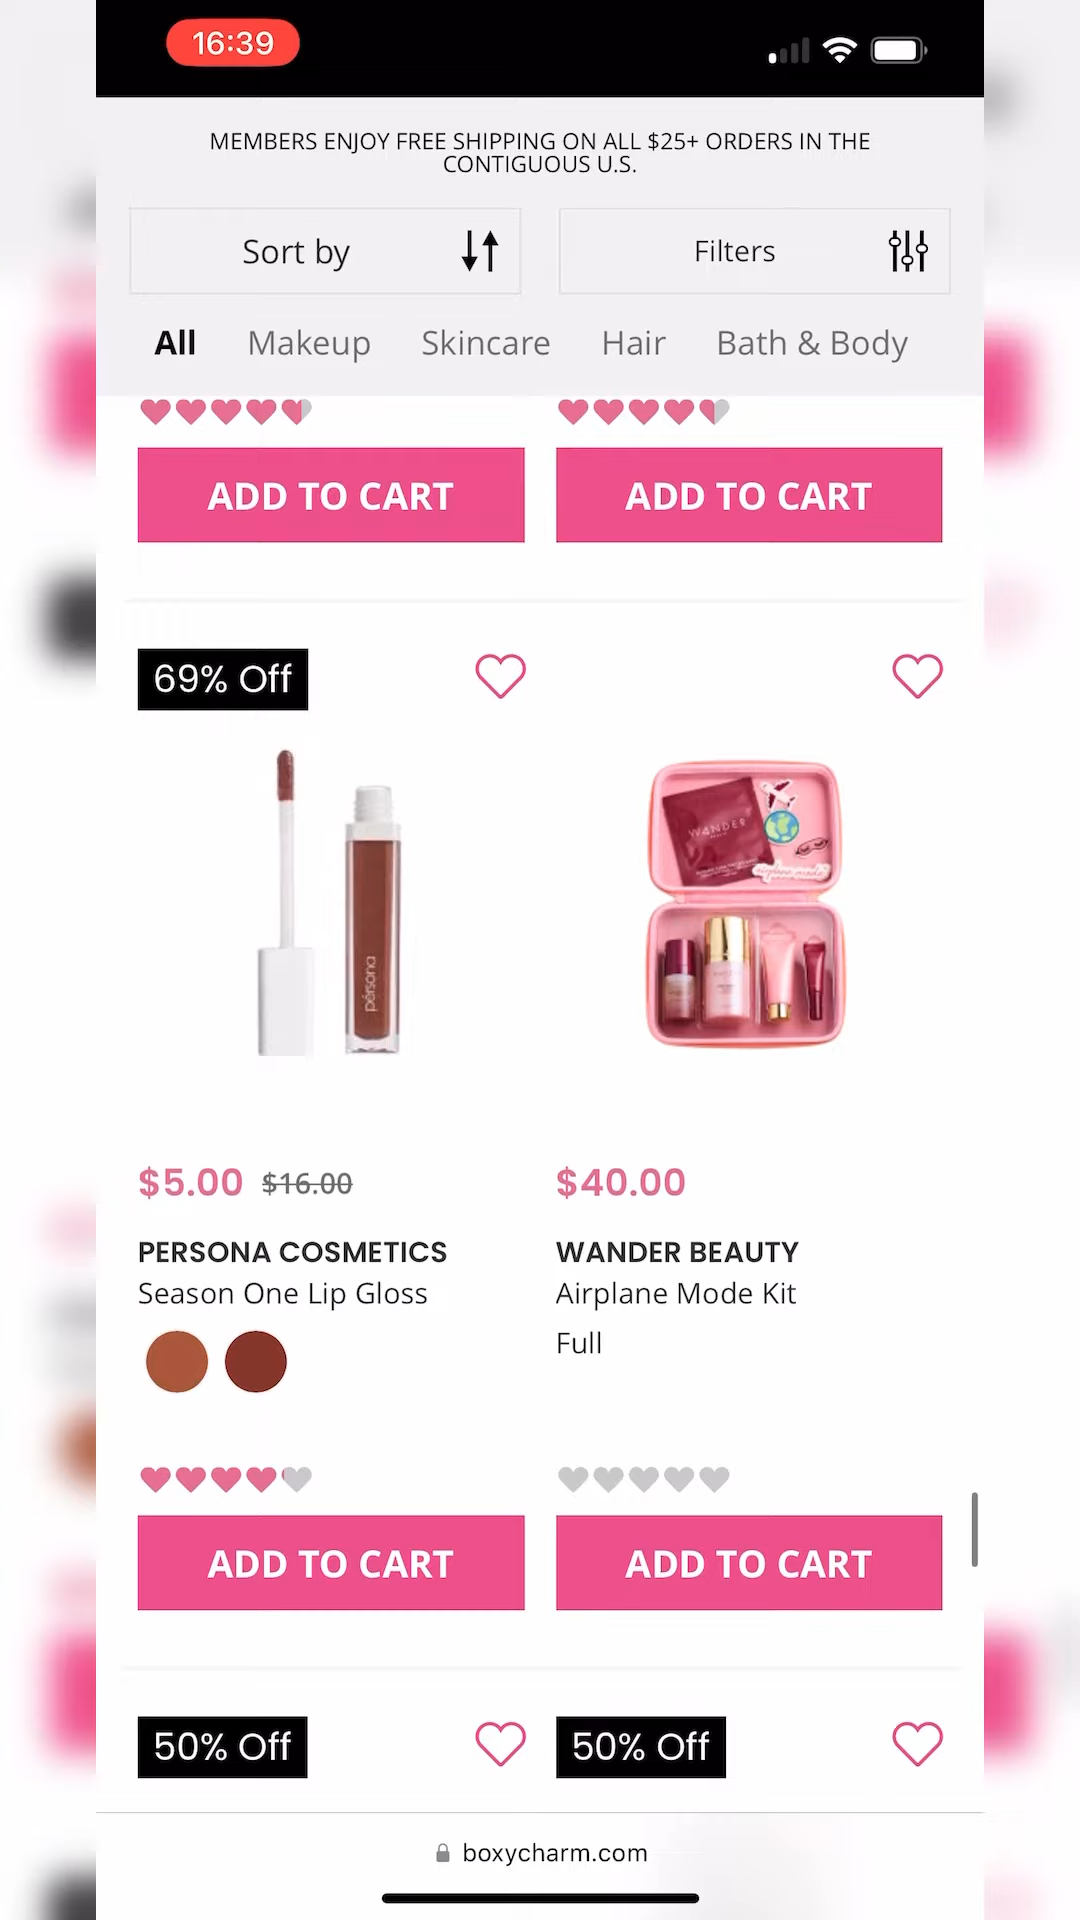 16:39
MEMBERS ENJOY FREE SHIPPING ON ALL $25+ ORDERS IN THE
CONTIGUOUS U.S.
Sort by
Filters
All
Makeup
Skincare
Hair
Bath & Body
ADD TO CART
ADD TO CART
69% Off
persona
WANDER
airplane mode
$5.00 $16.00
PERSONA COSMETICS
Season One Lip Gloss
$40.00
WANDER BEAUTY
Airplane Mode Kit
Full
ADD TO CART
ADD TO CART
50% Off
50% Off
boxycharm.com